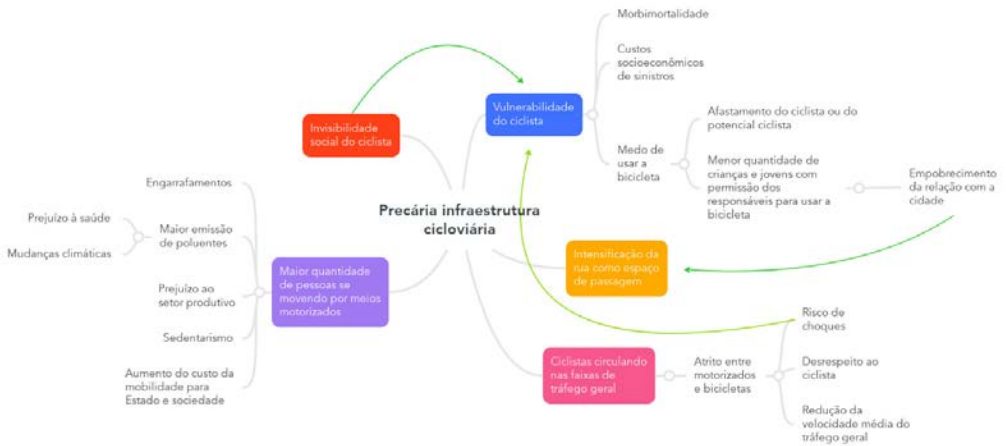 Precária infraestrutura
cicloviária
Invisibilidade
social do ciclista
Vulnerabilidade
do ciclista
Morbimortalidade
Custos
socioeconômicos
de sinistros
Medo de
usar a
bicicleta
Afastamento do ciclista ou do
potencial ciclista
Menor quantidade de
crianças e jovens com
permissão dos
responsáveis para usar a
bicicleta
Empobrecimento
da relação com a
cidade
Intensificação da
rua como espaço
de passagem
Ciclistas circulando
nas faixas de
tráfego geral
Atrito entre
motorizados
e bicicletas
Risco de
choques
Desrespeito ao
ciclista
Redução da
velocidade média do
tráfego geral
Maior quantidade
de pessoas se
movendo por meios
motorizados
Engarrafamentos
Maior emissão
de poluentes
Prejuízo à saúde
Mudanças climáticas
Prejuízo ao
setor produtivo
Sedentarismo
Aumento do custo da
mobilidade para
Estado e sociedade